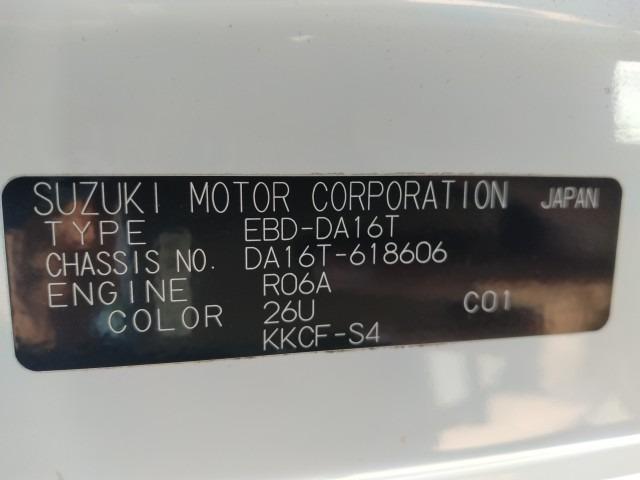 SUZUKI MOTOR CORPORATION JAPAN
TYPE EBD-DA16T
CHASSIS NO. DA16T-618606
ENGINE R06A
COLOR 26U C01
KKCF-S4